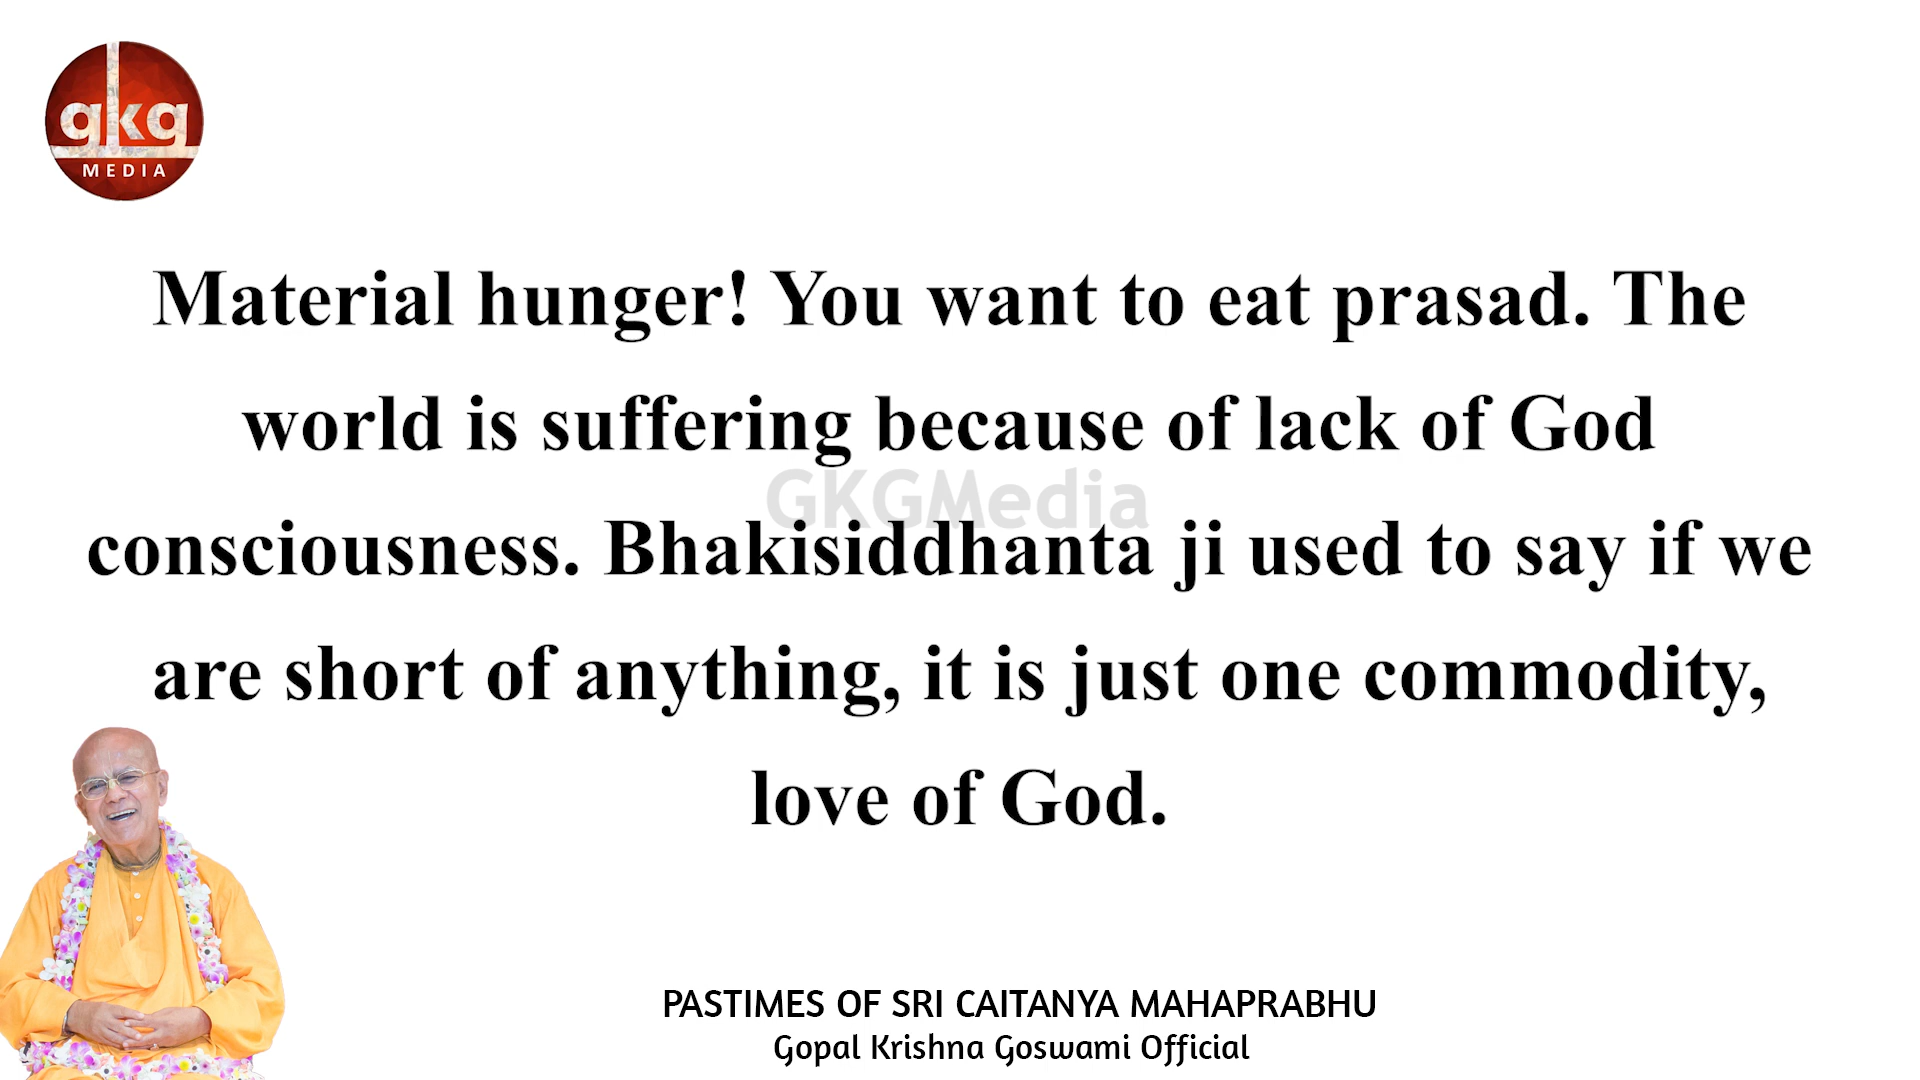 gkg
MEDIA
Material hunger! You want to eat prasad. The
world is suffering because of lack of God
GKGMedia
consciousness. Bhakisiddhanta ji used to say if we
are short of anything, it is just one commodity,
love of God.
PASTIMES OF SRI CAITANYA MAHAPRABHU
Gopal Krishna Goswami Official